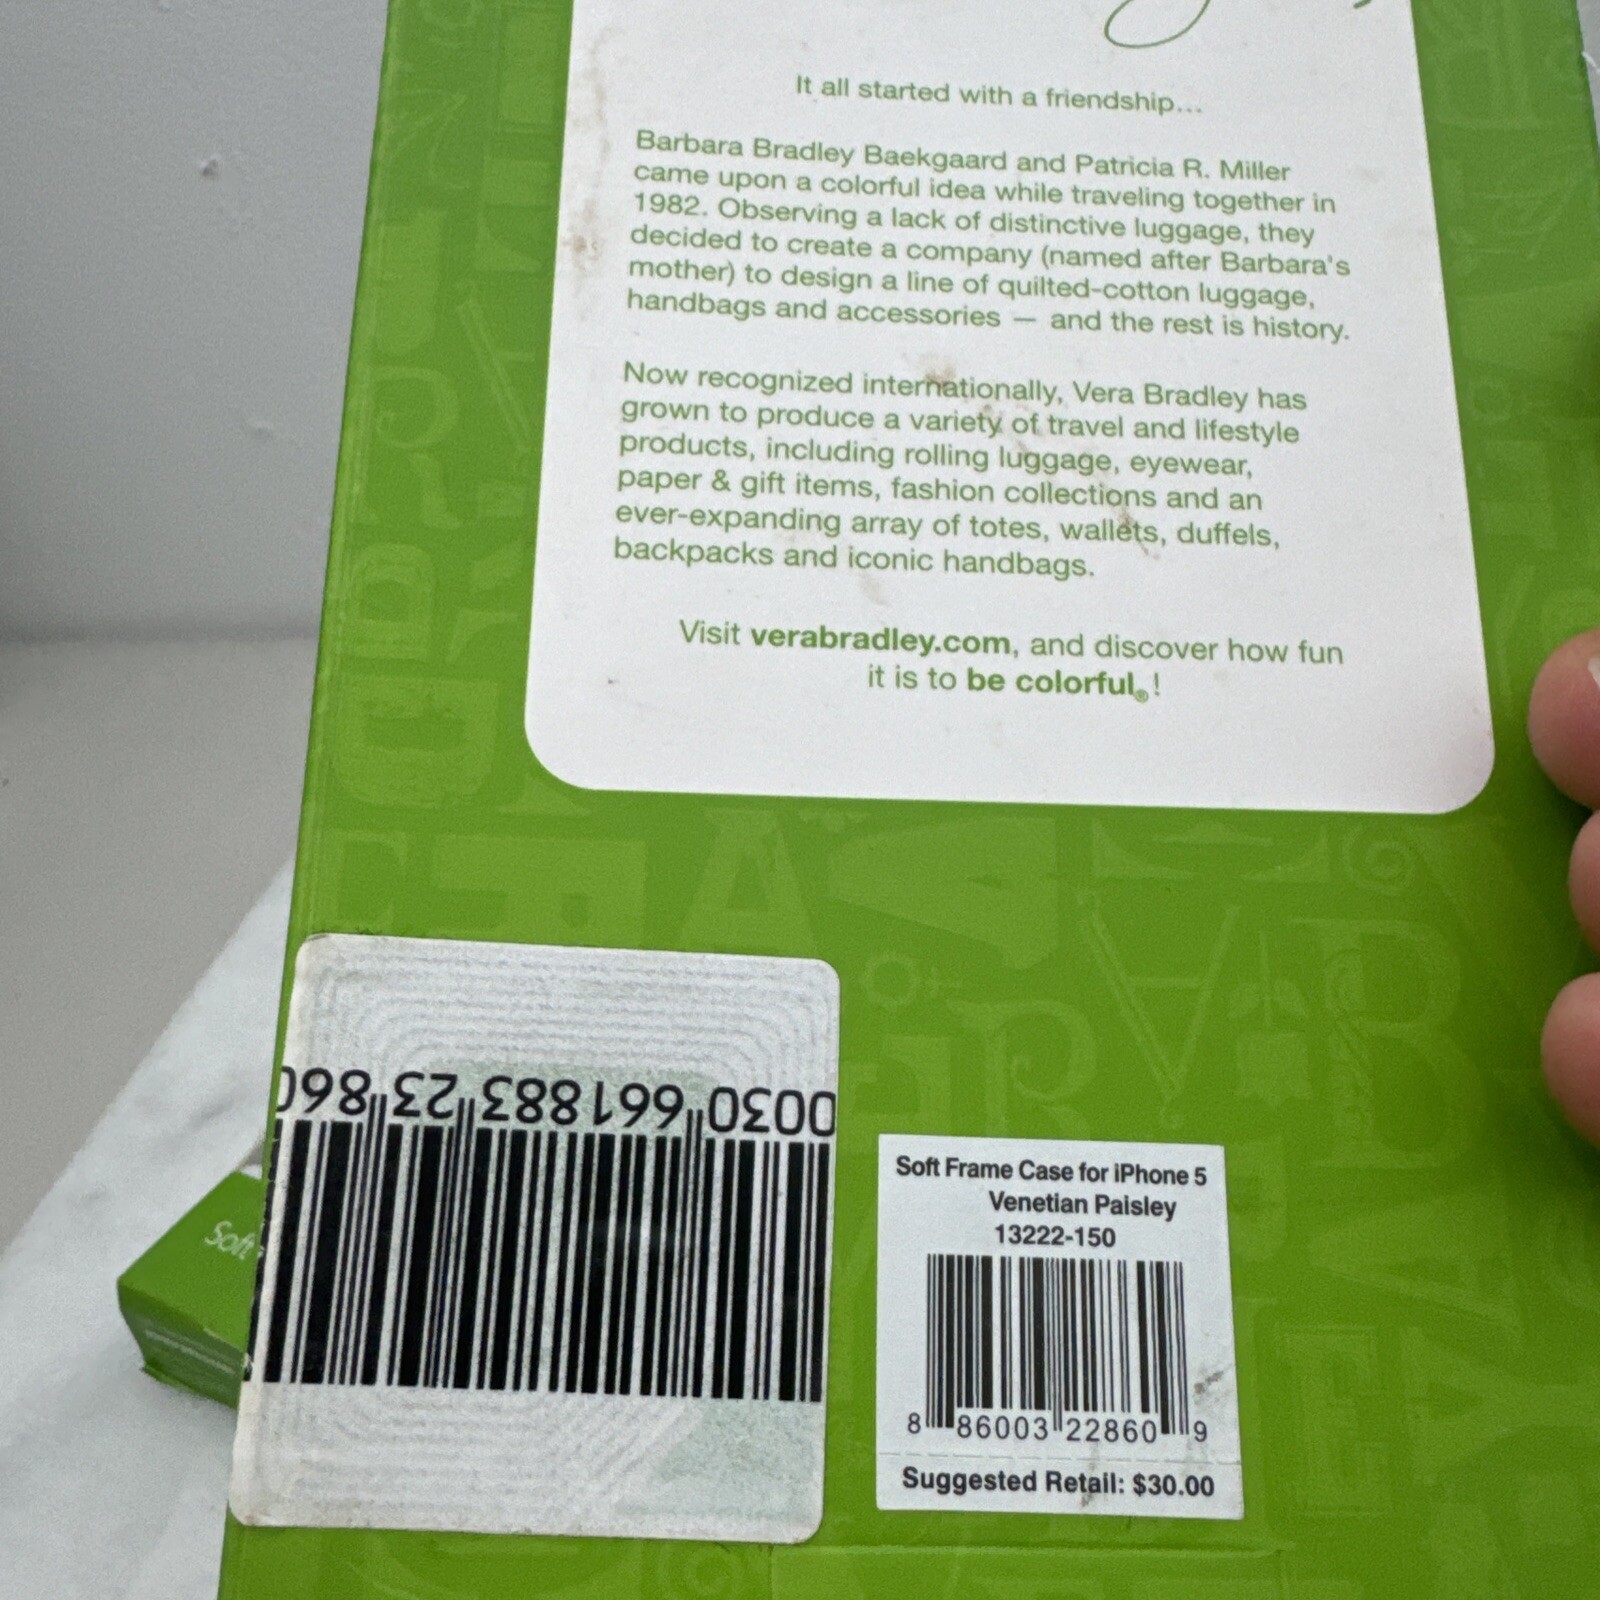 It all started with a friendship...
Barbara Bradley Baekgaard and Patricia R. Miller
came upon a colorful idea while traveling together in
1982. Observing a lack of distinctive luggage, they
decided to create a company (named after Barbara's
mother) to design a line of quilted-cotton luggage,
handbags and accessories — and the rest is history.
Now recognized internationally, Vera Bradley has
grown to produce a variety of travel and lifestyle
products, including rolling luggage, eyewear,
paper & gift items, fashion collections and an
ever-expanding array of totes, wallets, duffels,
backpacks and iconic handbags.
Visit verabradley.com, and discover how fun
it is to be colorful®!
0030 661883 23 860
Soft
Soft Frame Case for iPhone 5
Venetian Paisley
13222-150
8 86003 22860 9
Suggested Retail: $30.00